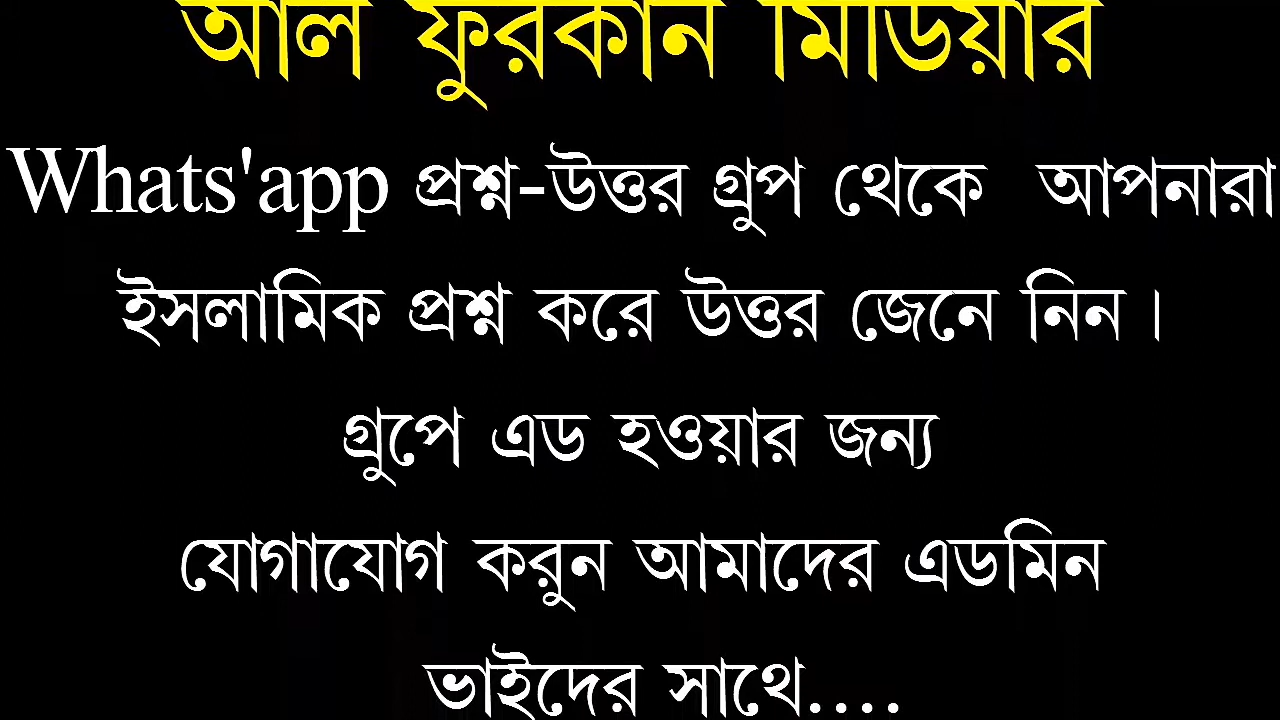 আল ফুরকান মিডিয়ার
Whats'app প্রশ্ন-উত্তর গ্রুপ থেকে আপনারা
ইসলামিক প্রশ্ন করে উত্তর জেনে নিন।
গ্রুপে এড হওয়ার জন্য
যোগাযোগ করুন আমাদের এডমিন
ভাইদের সাথে....